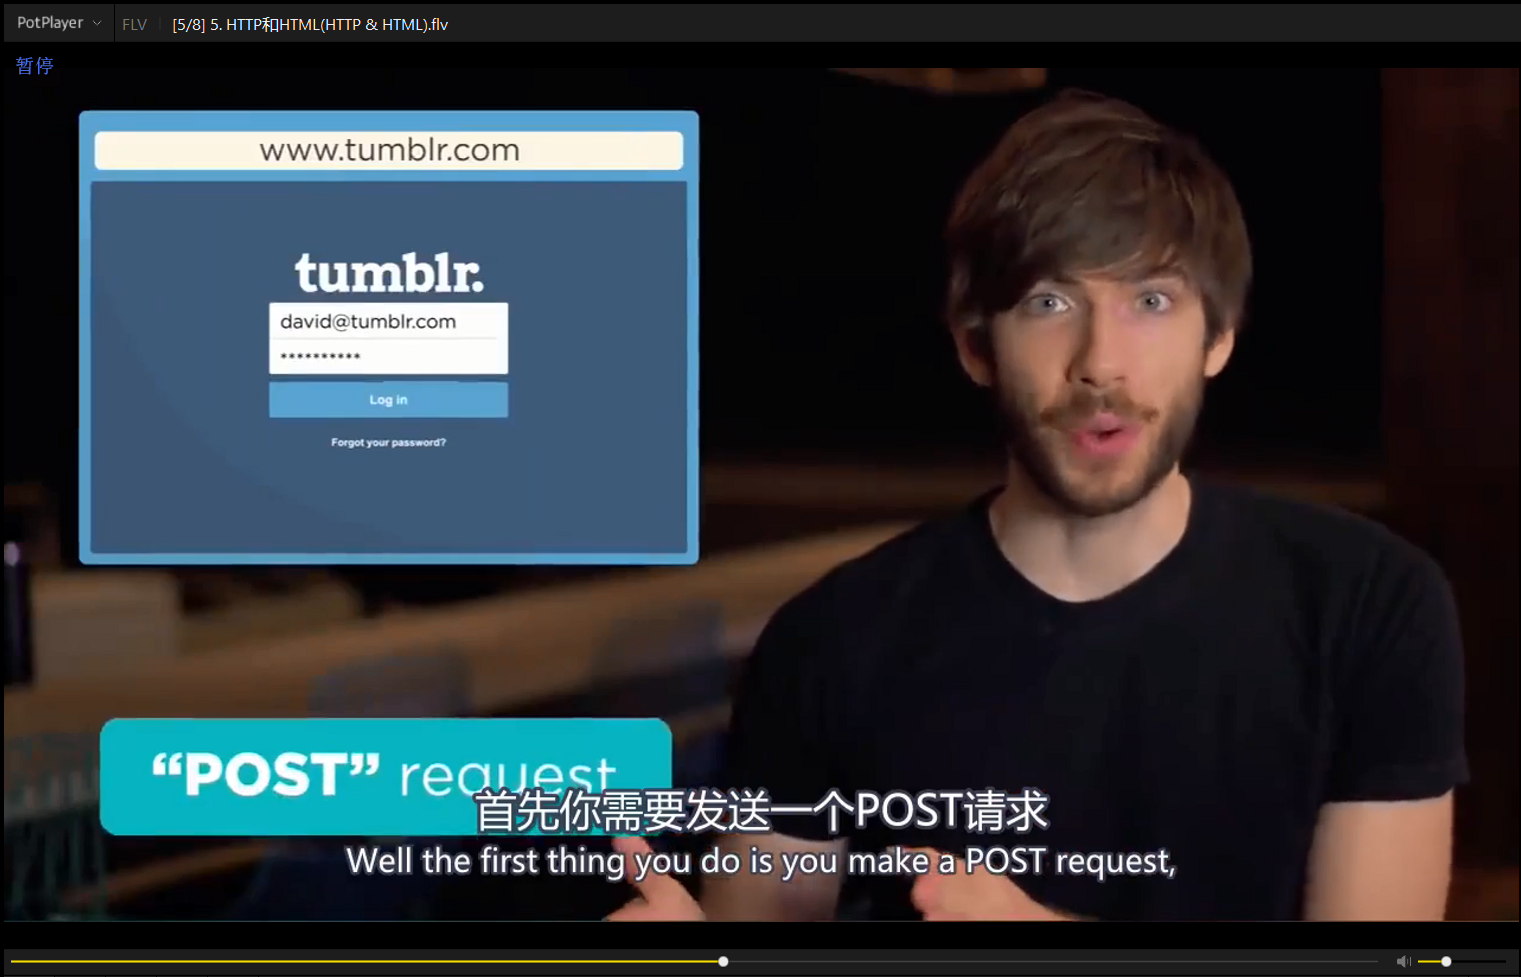 PotPlayer
FLV
[5/8] 5. HTTP和HTML(HTTP & HTML).flv
暂停
www.tumblr.com
tumblr.
david@tumblr.com
**********
Log in
Forgot your password?
“POST” request
首先你需要发送一个POST请求
Well the first thing you do is you make a POST request,